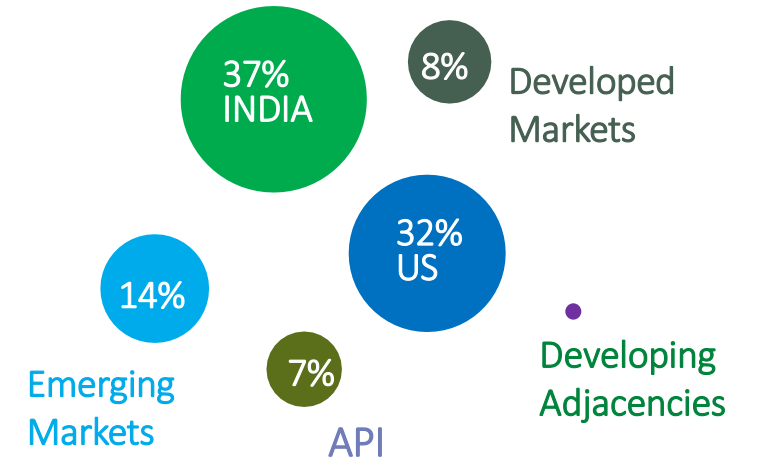 37%
INDIA
8%
Developed
Markets
32%
US
14%
Emerging
Markets
7%
API
Developing
Adjacencies